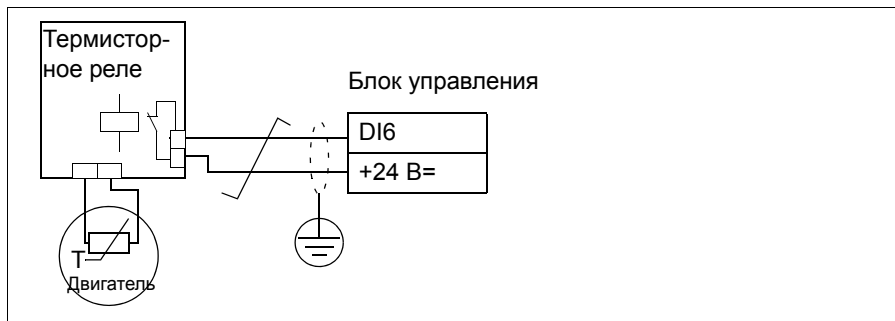 Термистор-
ное реле
Блок управления
DI6
+24 В=
T
Двигатель